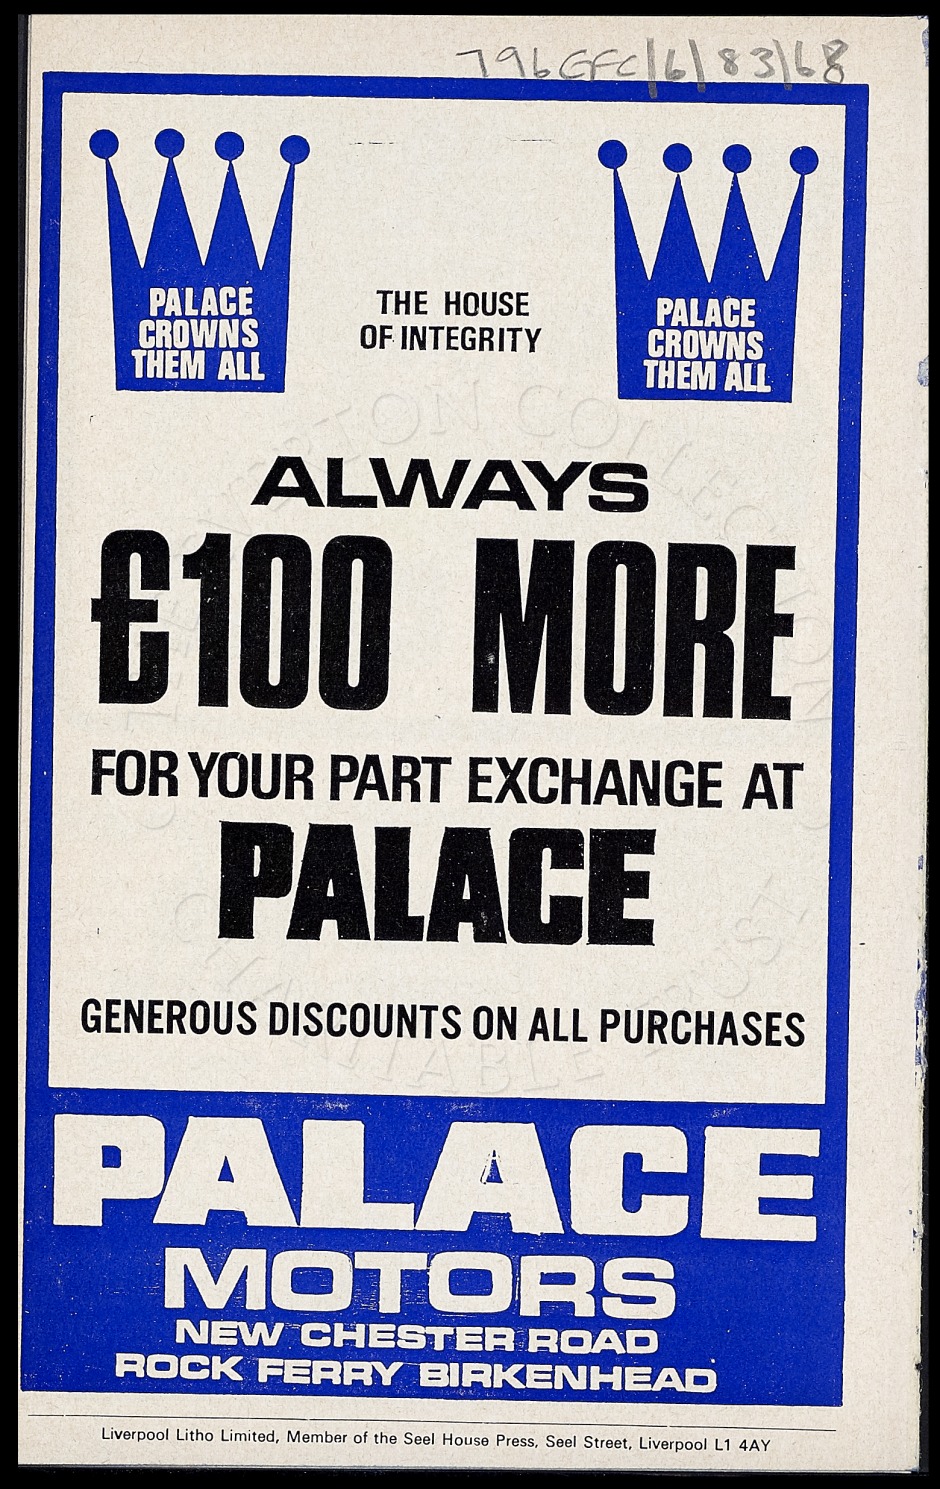 796EFC/6/83/68
PALACE
CROWNS
THEM ALL
THE HOUSE
OF INTEGRITY
PALACE
CROWNS
THEM ALL
ALWAYS
£100 MORE
FOR YOUR PART EXCHANGE AT
PALACE
GENEROUS DISCOUNTS ON ALL PURCHASES
PALACE
MOTORS
NEW CHESTER ROAD
ROCK FERRY BIRKENHEAD
Liverpool Litho Limited, Member of the Seel House Press, Seel Street, Liverpool L1 4AY